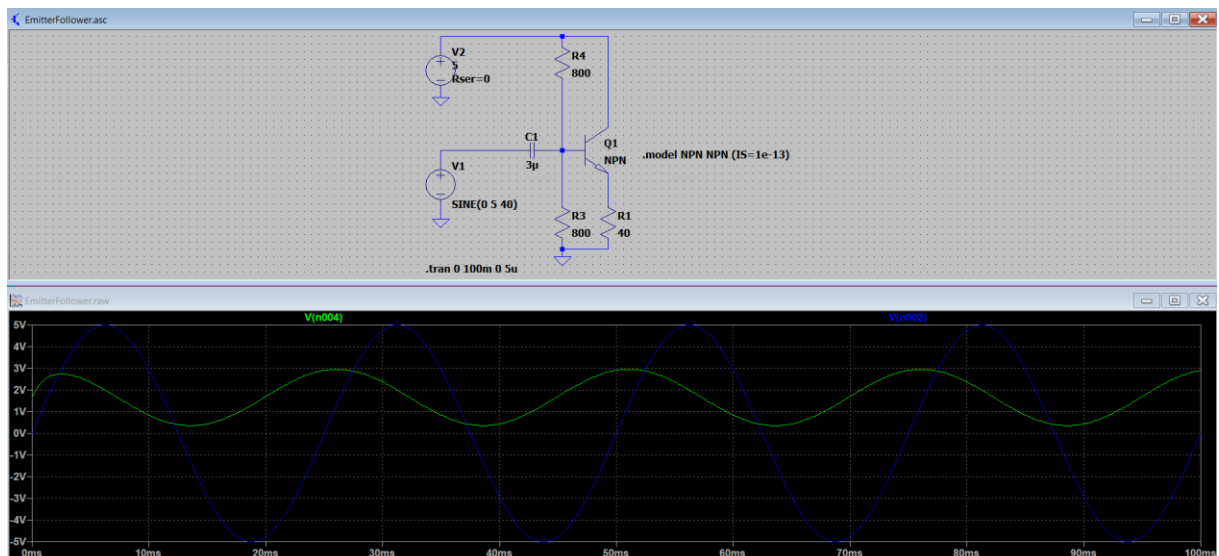 EmitterFollower.asc
V2
5
Rser=0
R4
800
C1
3µ
Q1
NPN
.model NPN NPN (IS=1e-13)
V1
SINE(0 5 40)
R3
800
R1
40
.tran 0 100m 0 5u
EmitterFollower.raw
V(n004) V(n002)
5V
4V
3V
2V
1V
0V
-1V
-2V
-3V
-4V
-5V
0ms 10ms 20ms 30ms 40ms 50ms 60ms 70ms 80ms 90ms 100ms